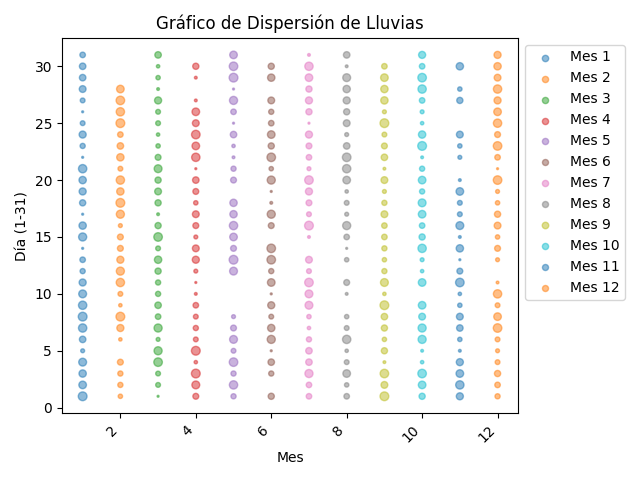 Gráfico de Dispersión de Lluvias
Día (1-31)
30
25
20
15
10
5
0
2
4
6
8
10
12
Mes
Mes 1
Mes 2
Mes 3
Mes 4
Mes 5
Mes 6
Mes 7
Mes 8
Mes 9
Mes 10
Mes 11
Mes 12